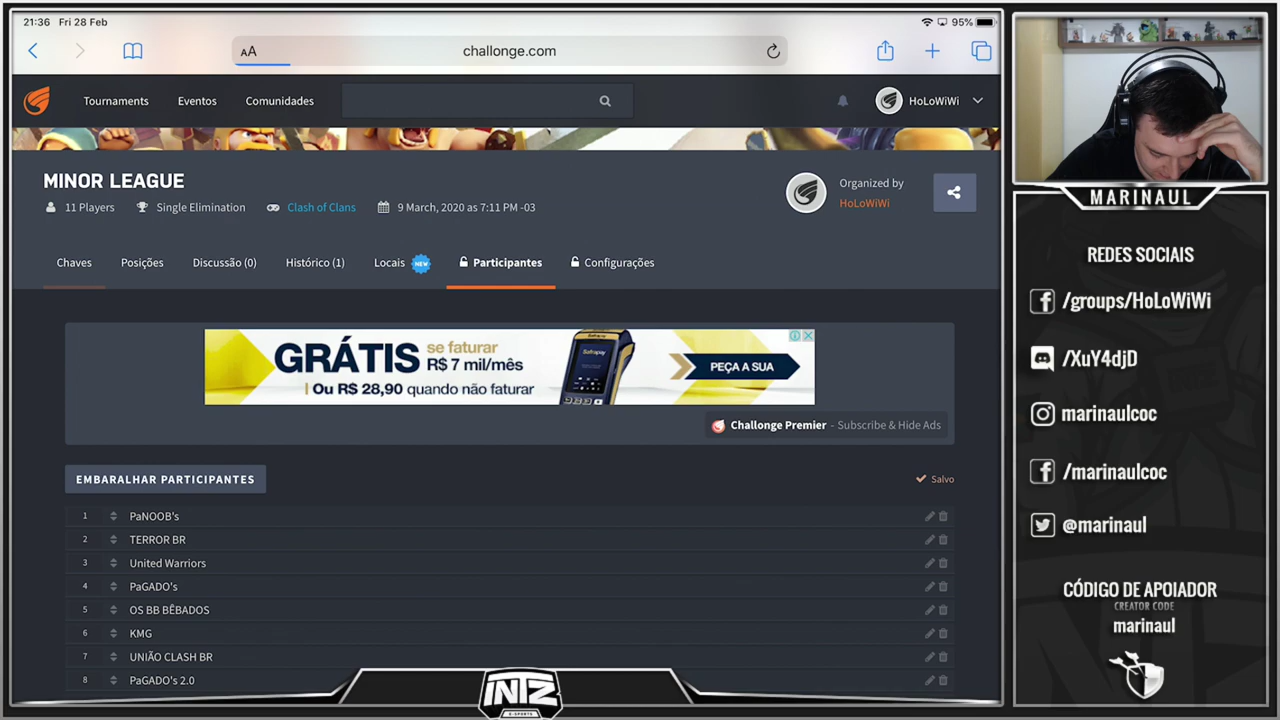 21:36 Fri 28 Feb 95%
AA challonge.com
Tournaments Eventos Comunidades HoLoWiWi
MINOR LEAGUE
11 Players Single Elimination Clash of Clans 9 March, 2020 as 7:11 PM -03
Organized by
HoLoWiWi
Chaves Posições Discussão (0) Histórico (1) Locais NEW Participantes Configurações
GRÁTIS se faturar
R$ 7 mil/mês
Ou R$ 28,90 quando não faturar
Safrapay
PEÇA A SUA
Challonge Premier - Subscribe & Hide Ads
EMBARALHAR PARTICIPANTES Salvo
1 PaNOOB's
2 TERROR BR
3 United Warriors
4 PaGADO's
5 OS BB BÊBADOS
6 KMG
7 UNIÃO CLASH BR
8 PaGADO's 2.0
INTZ
E-SPORTS
MARINAUL
REDES SOCIAIS
/groups/HoLoWiWi
/XuY4djD
marinaulcoc
/marinaulcoc
@marinaul
CÓDIGO DE APOIADOR
CREATOR CODE
marinaul